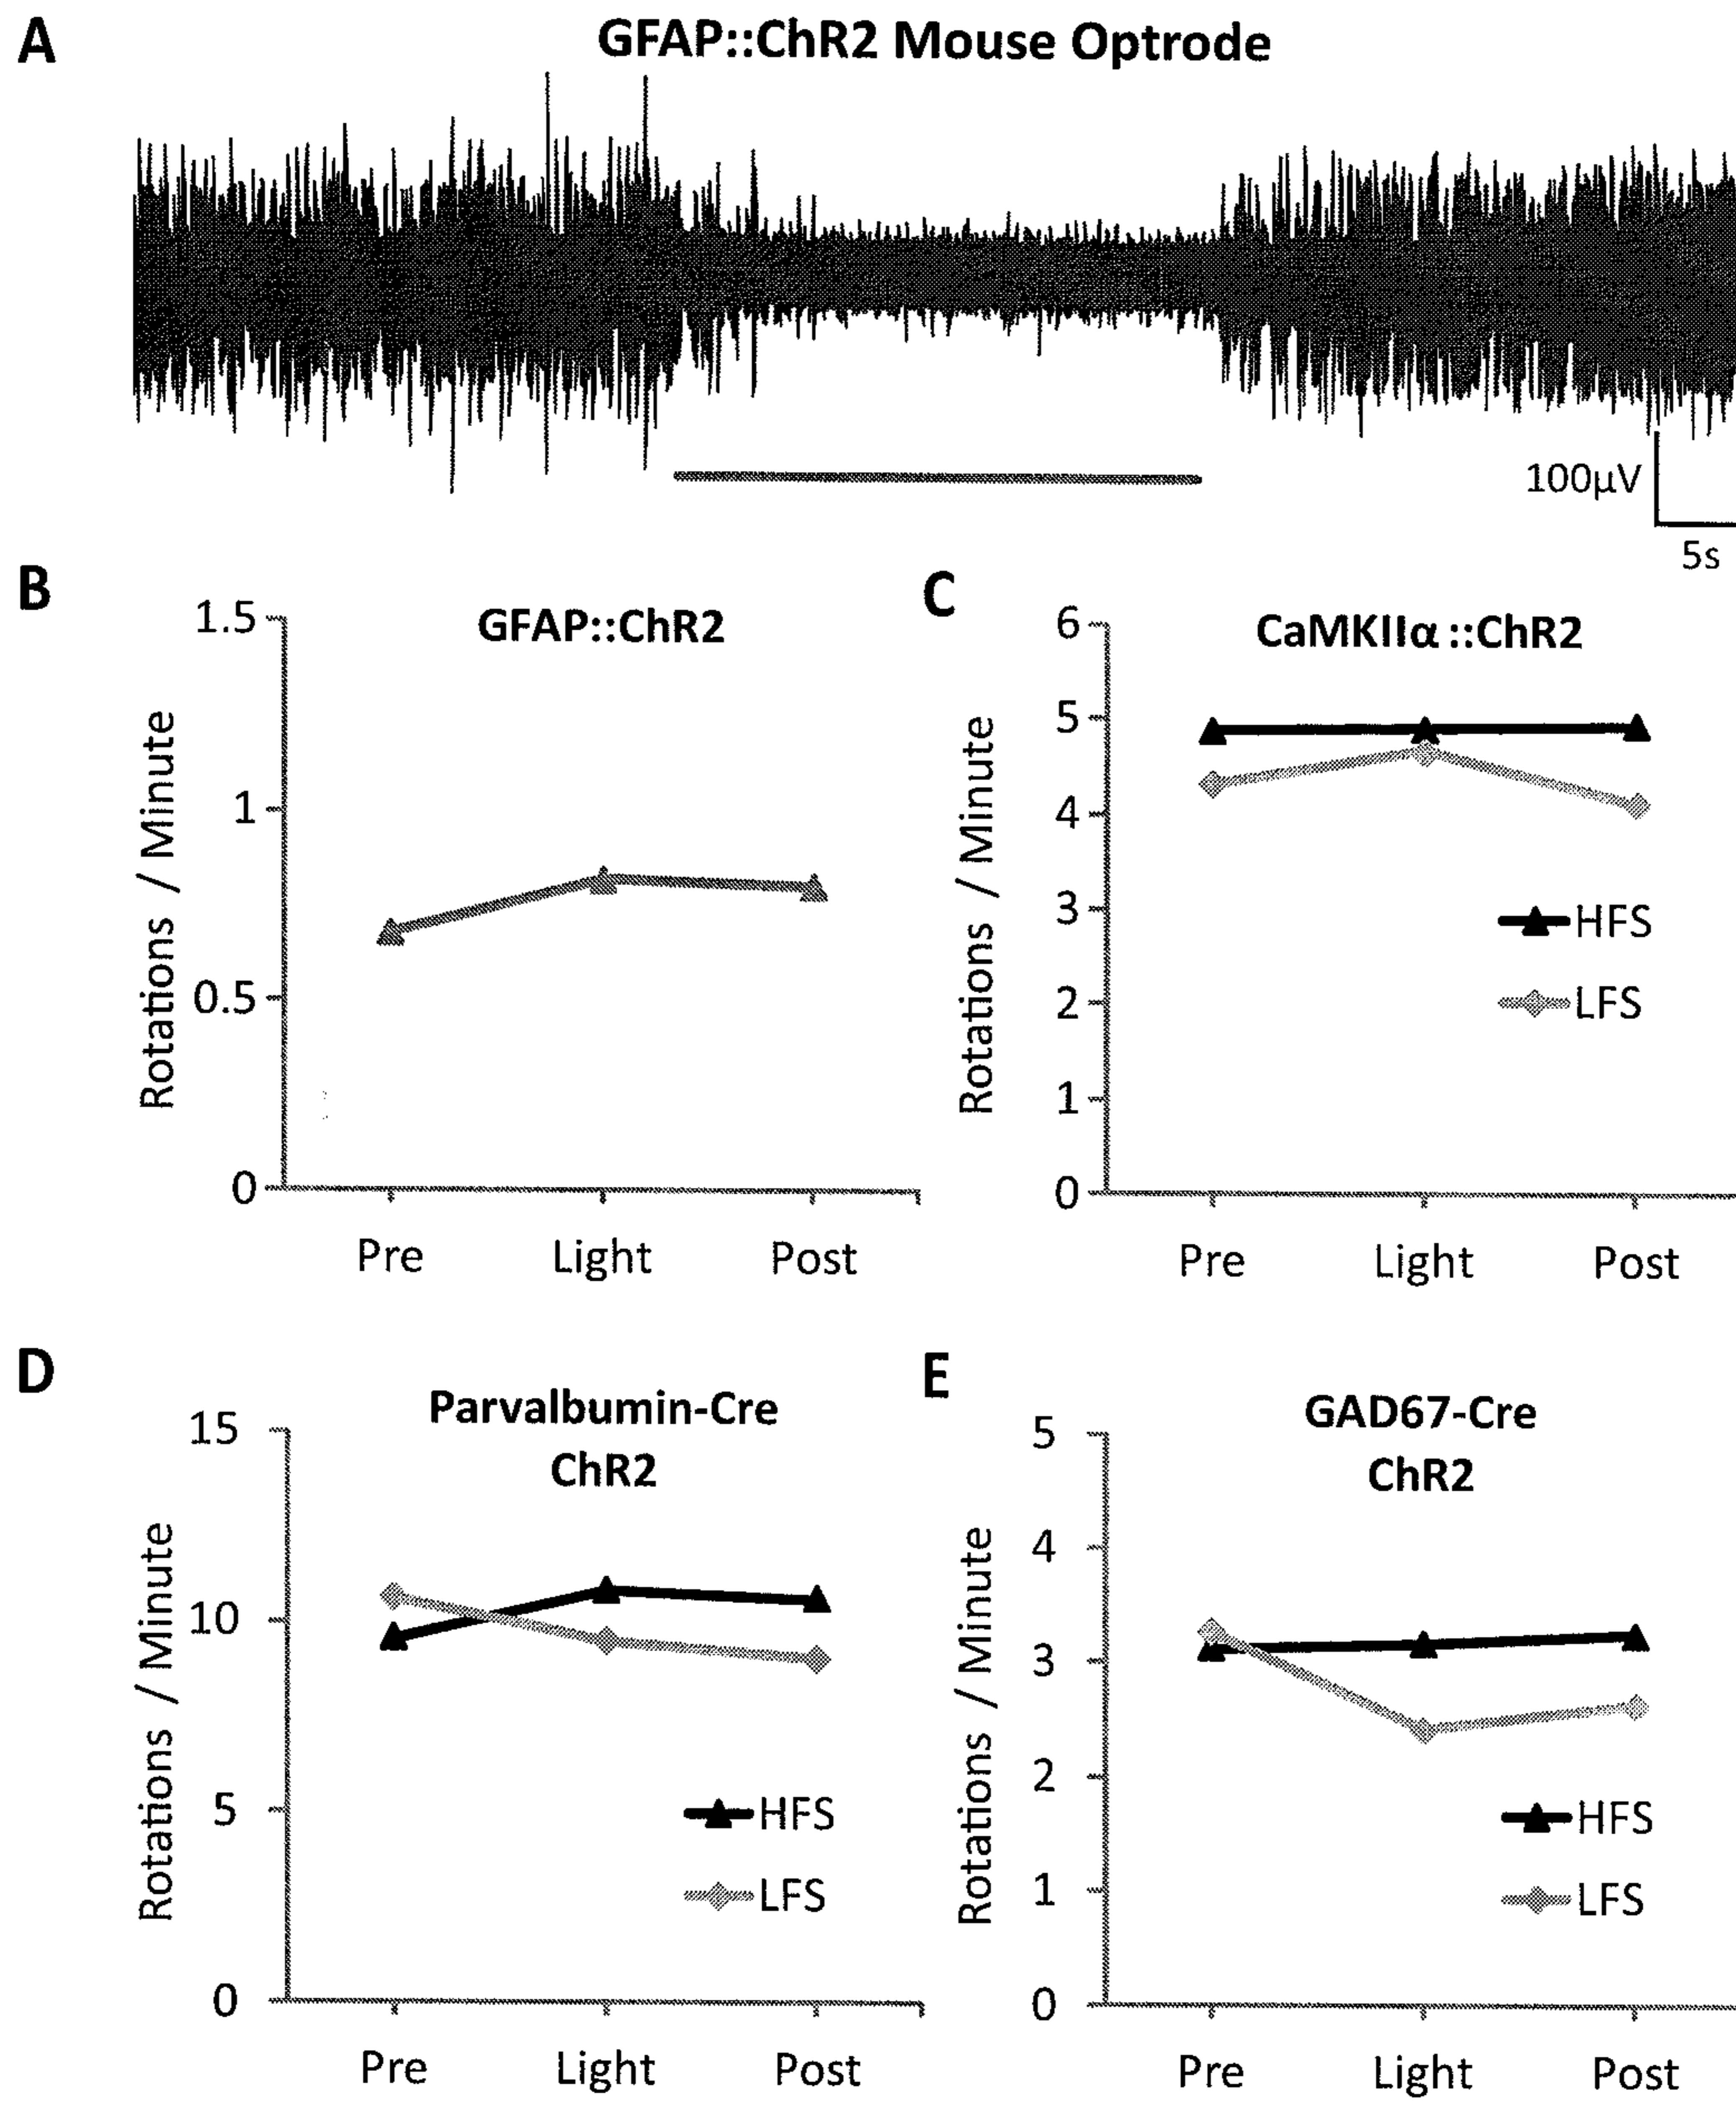 A
GFAP::ChR2 Mouse Optrode
100µV
5s
B
GFAP::ChR2
Rotations / Minute
1.5
1
0.5
0
Pre Light Post
C
CaMKIIα::ChR2
Rotations / Minute
6
5
4
3
2
1
0
HFS
LFS
Pre Light Post
D
Parvalbumin-Cre
ChR2
Rotations / Minute
15
10
5
0
HFS
LFS
Pre Light Post
E
GAD67-Cre
ChR2
Rotations / Minute
5
4
3
2
1
0
HFS
LFS
Pre Light Post